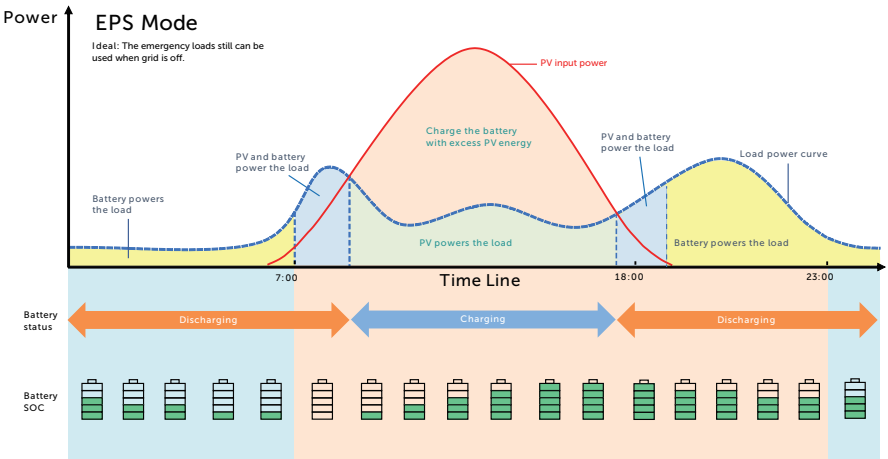 Power
EPS Mode
Ideal: The emergency loads still can be
used when grid is off.
PV input power
Charge the battery
with excess PV energy
PV and battery
power the load
PV and battery
power the load
Load power curve
Battery powers
the load
PV powers the load
Battery powers the load
7:00
Time Line
18:00
23:00
Battery
status
Discharging
Charging
Discharging
Battery
SOC